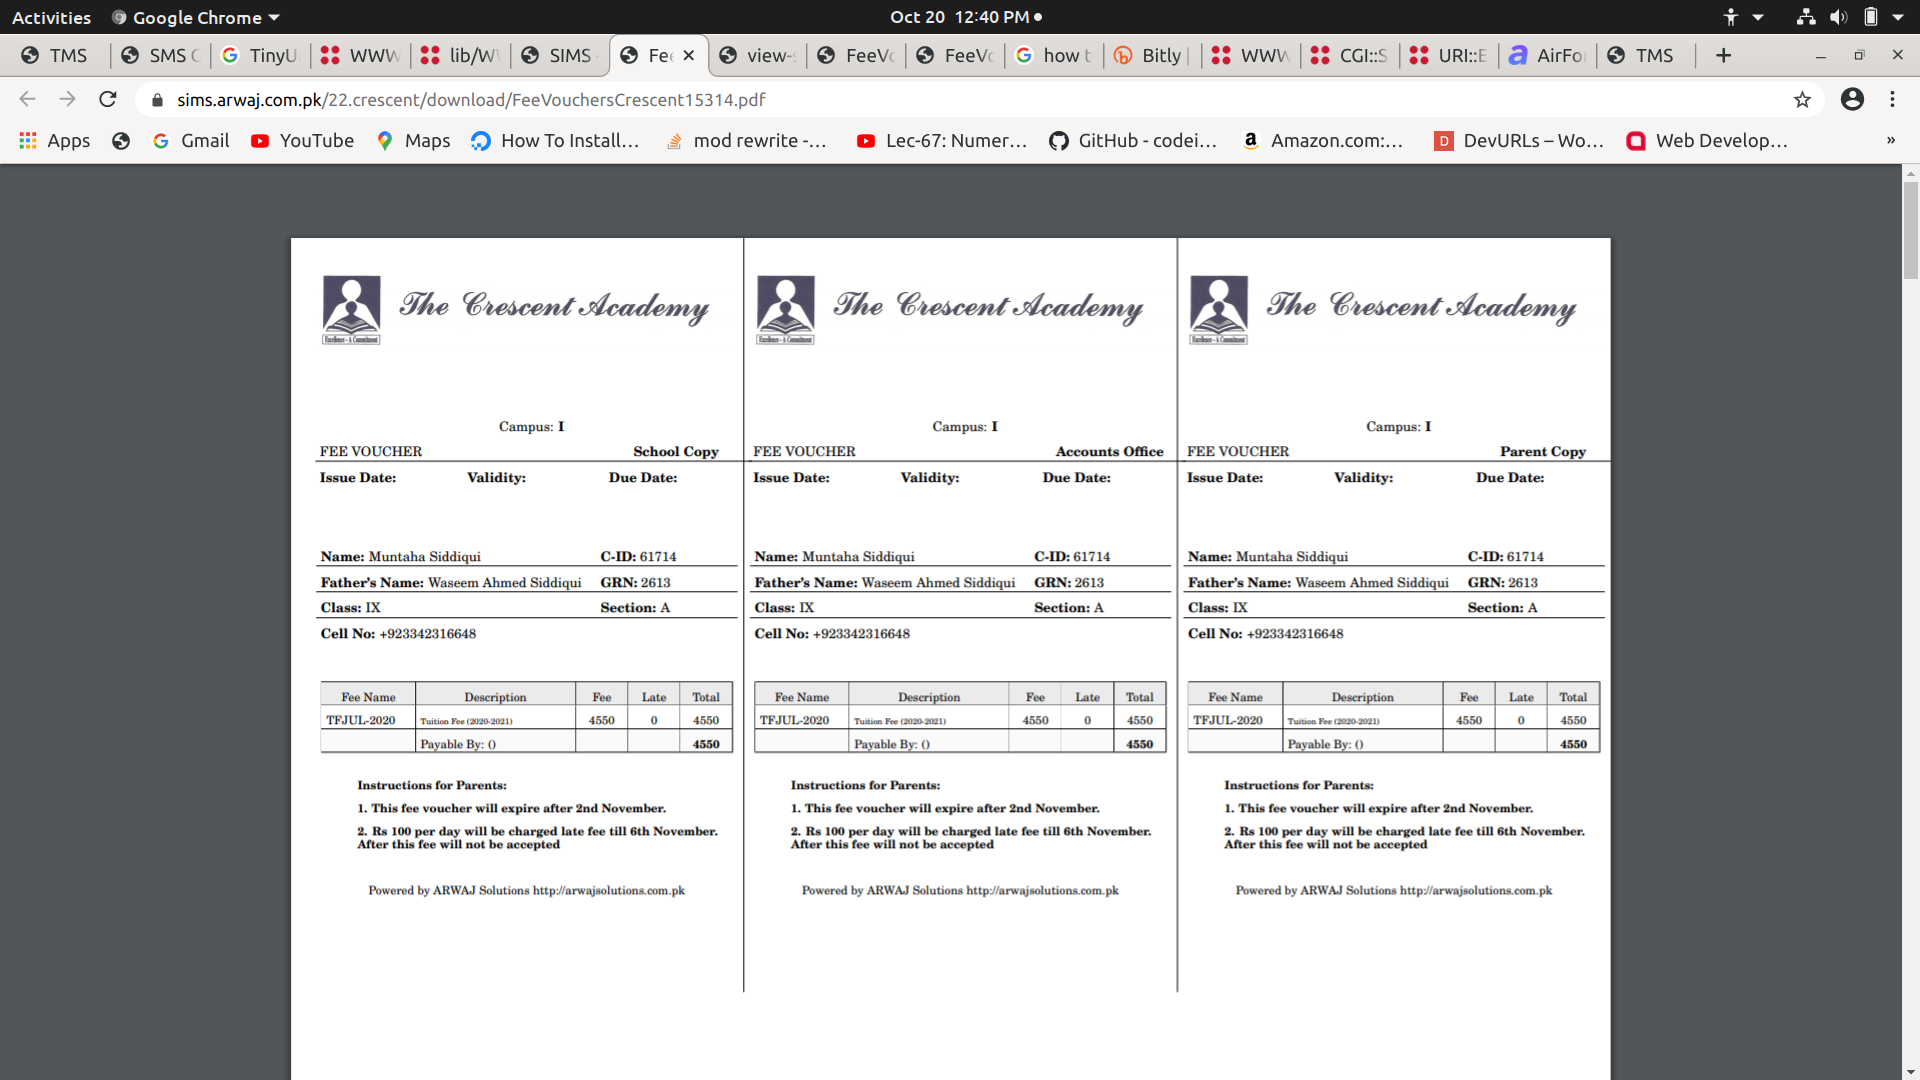 Activities Google Chrome Oct 20 12:40 PM
TMS SMS G TinyU WWW lib/W SIMS - Fee view- FeeVo FeeVo how t Bitly | WWW CGI::S URI::E AirFo TMS
sims.arwaj.com.pk/22.crescent/download/FeeVouchersCrescent15314.pdf
Apps Gmail YouTube Maps How To Install... mod rewrite -... Lec-67: Numer... GitHub - codei... Amazon.com:... DevURLs – Wo... Web Develop... »
The Crescent Academy
Excellence - A Commitment
Campus: I
FEE VOUCHER School Copy
Issue Date: Validity: Due Date:
Name: Muntaha Siddiqui C-ID: 61714
Father's Name: Waseem Ahmed Siddiqui GRN: 2613
Class: IX Section: A
Cell No: +923342316648
Fee Name Description Fee Late Total
TFJUL-2020 Tuition Fee (2020-2021) 4550 0 4550
Payable By: () 4550
Instructions for Parents:
1. This fee voucher will expire after 2nd November.
2. Rs 100 per day will be charged late fee till 6th November.
After this fee will not be accepted
Powered by ARWAJ Solutions http://arwajsolutions.com.pk
The Crescent Academy
Excellence - A Commitment
Campus: I
FEE VOUCHER Accounts Office
Issue Date: Validity: Due Date:
Name: Muntaha Siddiqui C-ID: 61714
Father's Name: Waseem Ahmed Siddiqui GRN: 2613
Class: IX Section: A
Cell No: +923342316648
Fee Name Description Fee Late Total
TFJUL-2020 Tuition Fee (2020-2021) 4550 0 4550
Payable By: () 4550
Instructions for Parents:
1. This fee voucher will expire after 2nd November.
2. Rs 100 per day will be charged late fee till 6th November.
After this fee will not be accepted
Powered by ARWAJ Solutions http://arwajsolutions.com.pk
The Crescent Academy
Excellence - A Commitment
Campus: I
FEE VOUCHER Parent Copy
Issue Date: Validity: Due Date:
Name: Muntaha Siddiqui C-ID: 61714
Father's Name: Waseem Ahmed Siddiqui GRN: 2613
Class: IX Section: A
Cell No: +923342316648
Fee Name Description Fee Late Total
TFJUL-2020 Tuition Fee (2020-2021) 4550 0 4550
Payable By: () 4550
Instructions for Parents:
1. This fee voucher will expire after 2nd November.
2. Rs 100 per day will be charged late fee till 6th November.
After this fee will not be accepted
Powered by ARWAJ Solutions http://arwajsolutions.com.pk